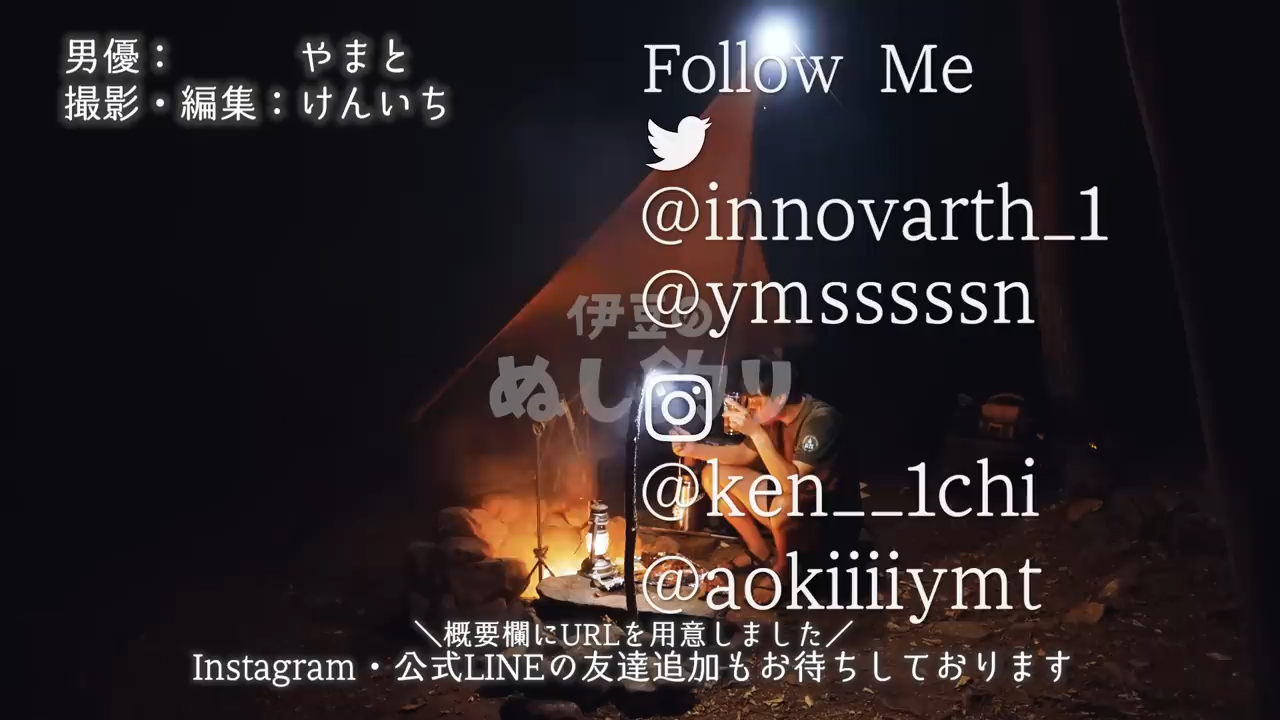 男優： やまと
撮影・編集：けんいち
Follow Me
@innovarth_1
@ymsssssn
伊豆の
ぬし釣り
@ken__1chi
@aokiiiiymt
＼概要欄にURLを用意しました／
Instagram・公式LINEの友達追加もお待ちしております